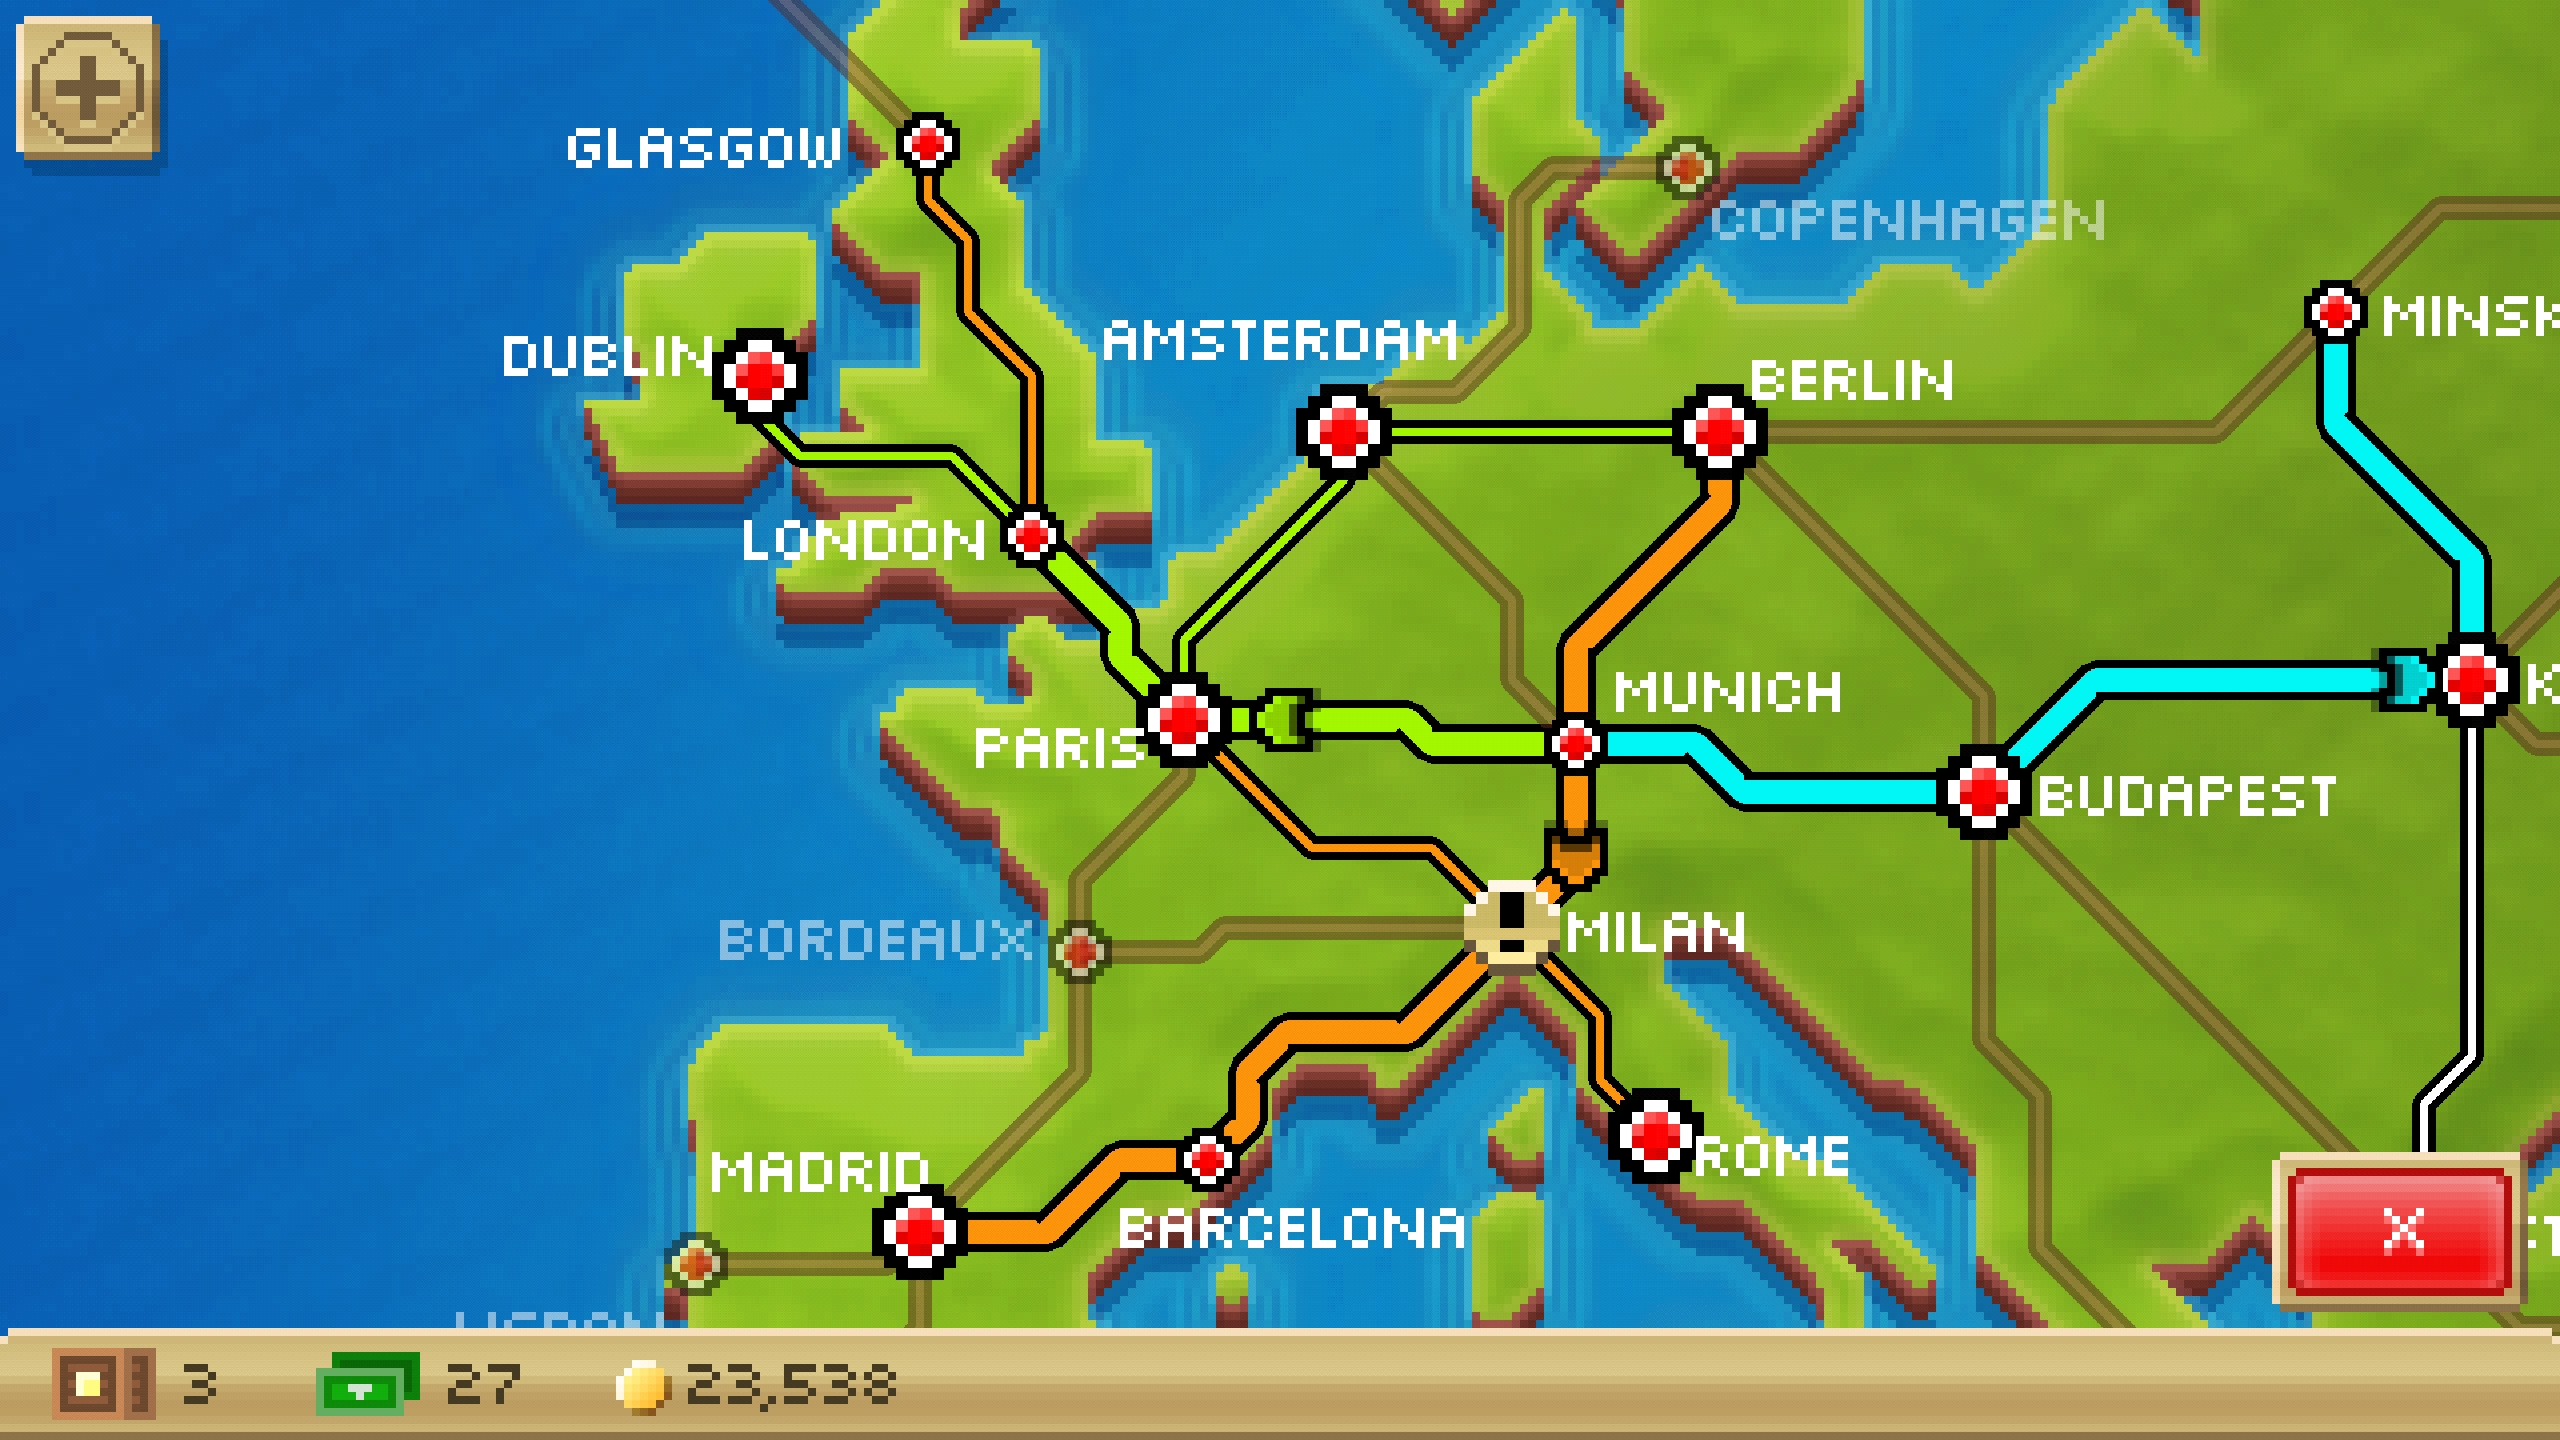 GLASGOW
COPENHAGEN
MINSK
AMSTERDAM
DUBLIN
BERLIN
LONDON
MUNICH
K
PARIS
BUDAPEST
BORDEAUX
MILAN
MADRID
ROME
BARCELONA
X
3
27
23,538